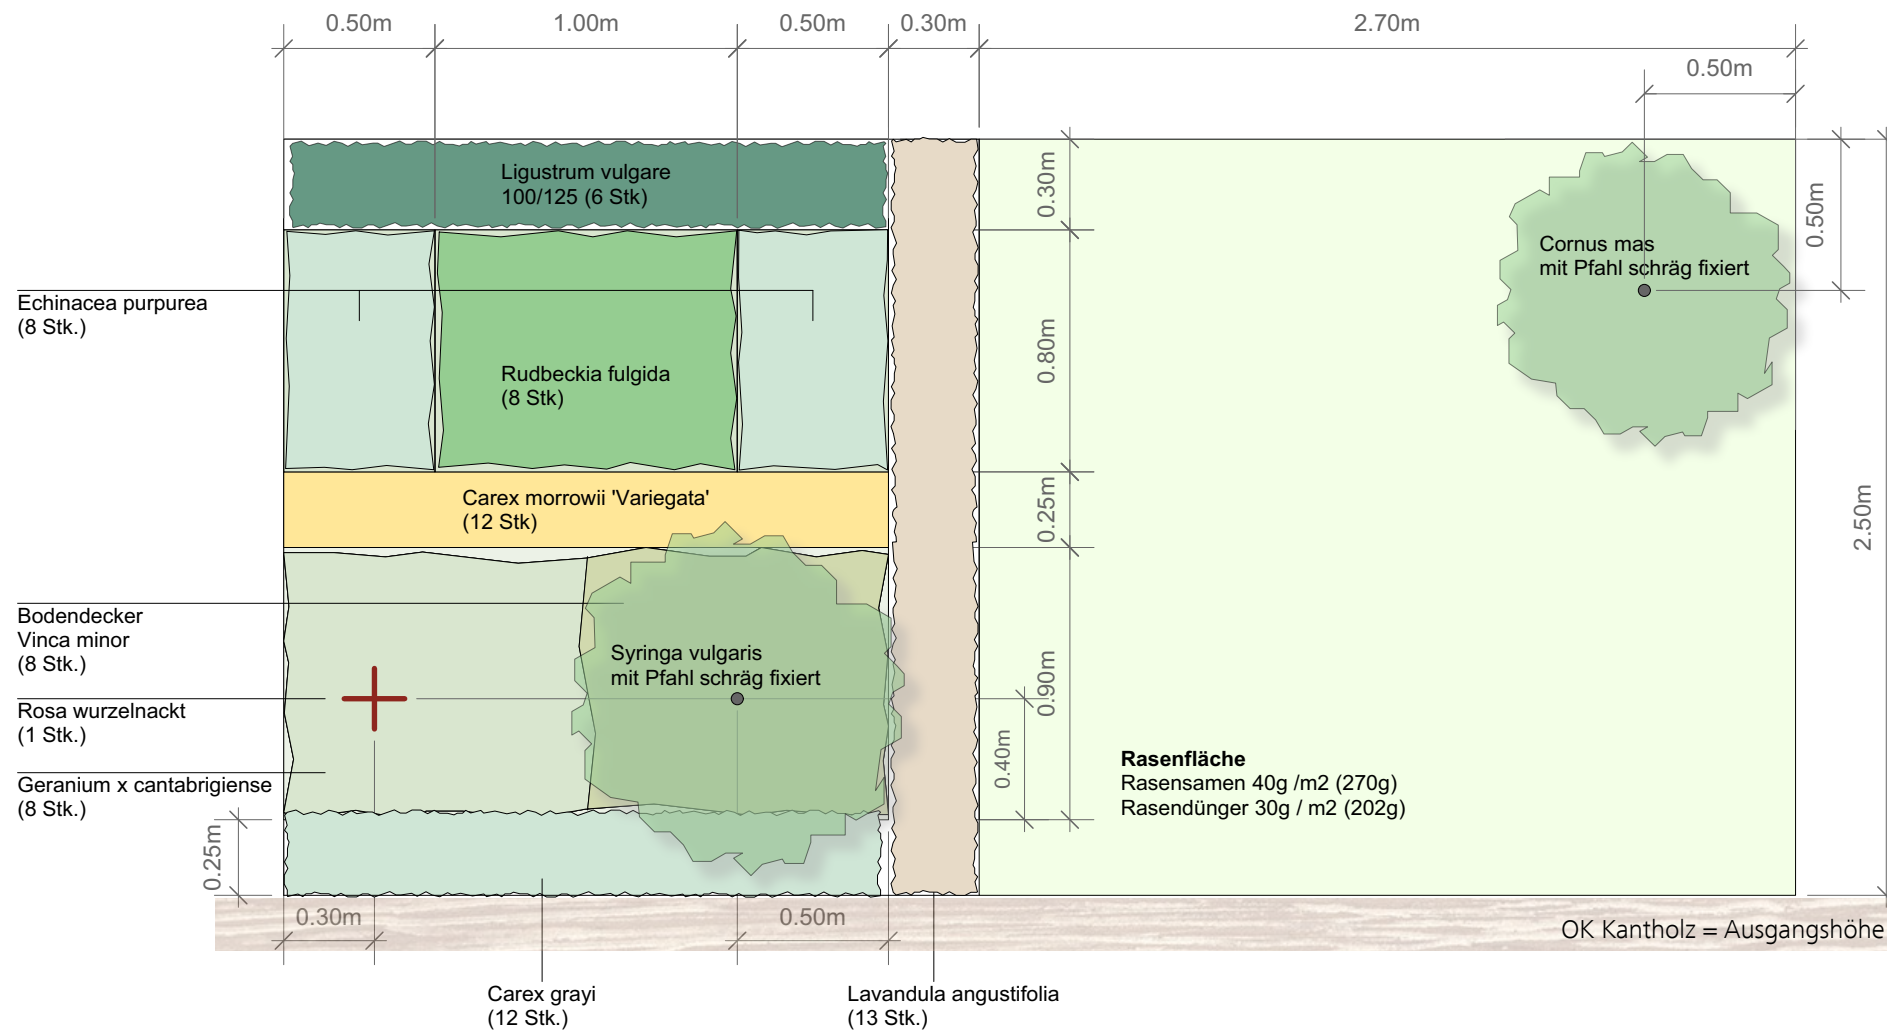 0.50m
1.00m
0.50m
0.30m
2.70m
0.50m
Ligustrum vulgare
100/125 (6 Stk)
0.30m
0.50m
Cornus mas
mit Pfahl schräg fixiert
Echinacea purpurea
(8 Stk.)
0.80m
Rudbeckia fulgida
(8 Stk)
Carex morrowii 'Variegata'
(12 Stk)
0.25m
2.50m
Bodendecker
Vinca minor
(8 Stk.)
Syringa vulgaris
mit Pfahl schräg fixiert
0.90m
Rosa wurzelnackt
(1 Stk.)
0.40m
Rasenfläche
Rasensamen 40g /m2 (270g)
Rasendünger 30g / m2 (202g)
Geranium x cantabrigiense
(8 Stk.)
0.25m
0.30m
0.50m
OK Kantholz = Ausgangshöhe
Carex grayi
(12 Stk.)
Lavandula angustifolia
(13 Stk.)